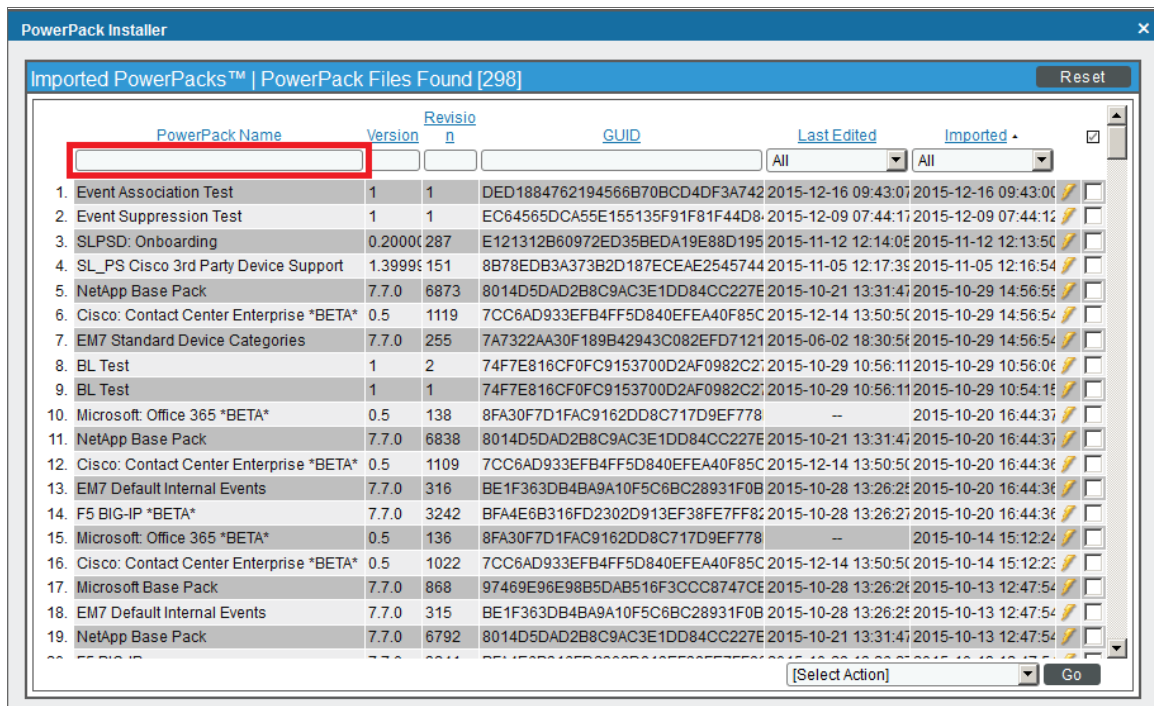 PowerPack Installer ×
Imported PowerPacks™ | PowerPack Files Found [298] Reset
PowerPack Name Version Revisio n GUID Last Edited Imported
All All
1. Event Association Test 1 1 DED1884762194566B70BCD4DF3A742 2015-12-16 09:43:07 2015-12-16 09:43:00
2. Event Suppression Test 1 1 EC64565DCA55E155135F91F81F44D8 2015-12-09 07:44:17 2015-12-09 07:44:12
3. SLPSD: Onboarding 0.2000 287 E121312B60972ED35BEDA19E88D195 2015-11-12 12:14:05 2015-11-12 12:13:50
4. SL_PS Cisco 3rd Party Device Support 1.3999 151 8B78EDB3A373B2D187ECEAE2545744 2015-11-05 12:17:39 2015-11-05 12:16:54
5. NetApp Base Pack 7.7.0 6873 8014D5DAD2B8C9AC3E1DD84CC227E 2015-10-21 13:31:47 2015-10-29 14:56:55
6. Cisco: Contact Center Enterprise *BETA* 0.5 1119 7CC6AD933EFB4FF5D840EFEA40F85C 2015-12-14 13:50:50 2015-10-29 14:56:54
7. EM7 Standard Device Categories 7.7.0 255 7A7322AA30F189B42943C082EFD7121 2015-06-02 18:30:56 2015-10-29 14:56:54
8. BL Test 1 2 74F7E816CF0FC9153700D2AF0982C2 2015-10-29 10:56:11 2015-10-29 10:56:06
9. BL Test 1 1 74F7E816CF0FC9153700D2AF0982C2 2015-10-29 10:56:11 2015-10-29 10:54:15
10. Microsoft: Office 365 *BETA* 0.5 138 8FA30F7D1FAC9162DD8C717D9EF778 -- 2015-10-20 16:44:37
11. NetApp Base Pack 7.7.0 6838 8014D5DAD2B8C9AC3E1DD84CC227E 2015-10-21 13:31:47 2015-10-20 16:44:37
12. Cisco: Contact Center Enterprise *BETA* 0.5 1109 7CC6AD933EFB4FF5D840EFEA40F85C 2015-12-14 13:50:50 2015-10-20 16:44:36
13. EM7 Default Internal Events 7.7.0 316 BE1F363DB4BA9A10F5C6BC28931F0B 2015-10-28 13:26:25 2015-10-20 16:44:36
14. F5 BIG-IP *BETA* 7.7.0 3242 BFA4E6B316FD2302D913EF38FE7FF82 2015-10-28 13:26:27 2015-10-20 16:44:36
15. Microsoft: Office 365 *BETA* 0.5 136 8FA30F7D1FAC9162DD8C717D9EF778 -- 2015-10-14 15:12:24
16. Cisco: Contact Center Enterprise *BETA* 0.5 1022 7CC6AD933EFB4FF5D840EFEA40F85C 2015-12-14 13:50:50 2015-10-14 15:12:23
17. Microsoft Base Pack 7.7.0 868 97469E96E98B5DAB516F3CCC8747CE 2015-10-28 13:26:26 2015-10-13 12:47:54
18. EM7 Default Internal Events 7.7.0 315 BE1F363DB4BA9A10F5C6BC28931F0B 2015-10-28 13:26:25 2015-10-13 12:47:54
19. NetApp Base Pack 7.7.0 6792 8014D5DAD2B8C9AC3E1DD84CC227E 2015-10-21 13:31:47 2015-10-13 12:47:54
[Select Action] Go